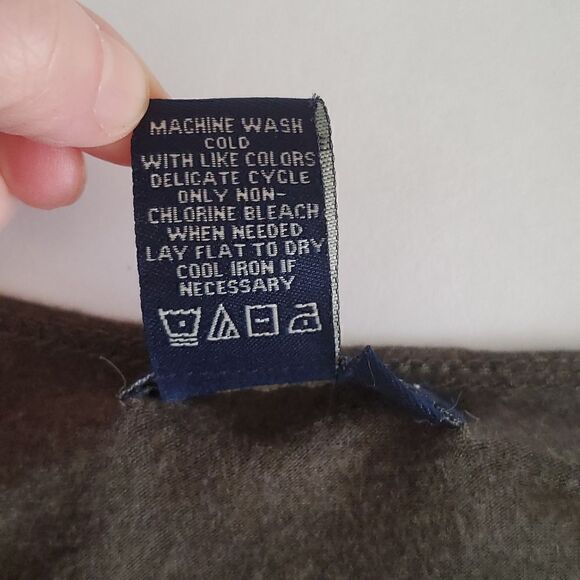 MACHINE WASH
COLD
WITH LIKE COLORS
DELICATE CYCLE
ONLY NON-
CHLORINE BLEACH
WHEN NEEDED
LAY FLAT TO DRY
COOL IRON IF
NECESSARY